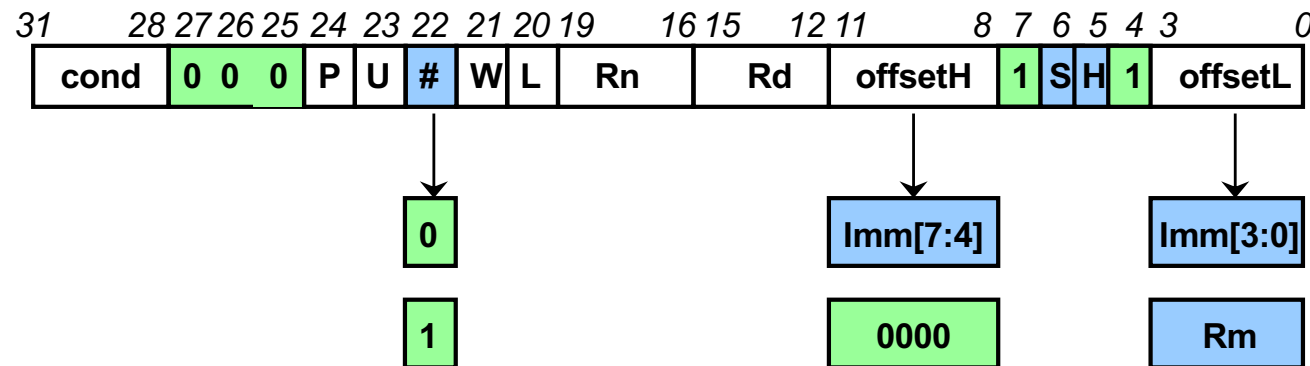 31 28 27 26 25 24 23 22 21 20 19 16 15 12 11 8 7 6 5 4 3 0
cond 0 0 0 P U # W L Rn Rd offsetH 1 S H 1 offsetL
0 Imm[7:4] Imm[3:0]
1 0000 Rm